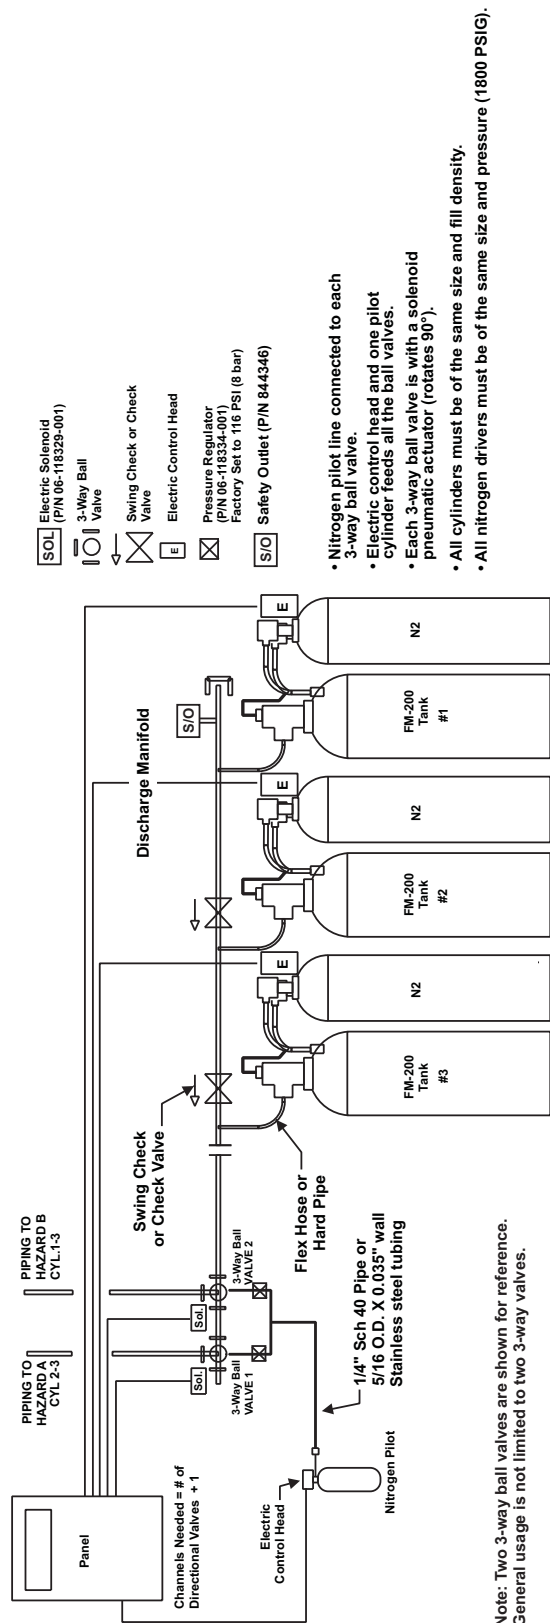 PIPING TO
HAZARD A
CYL 2-3
PIPING TO
HAZARD B
CYL.1-3
Panel
Channels Needed = # of
Directional Valves + 1
Sol.
Sol.
3-Way Ball
VALVE 1
3-Way Ball
VALVE 2
Swing Check
or Check Valve
Discharge Manifold
S/O
E
E
E
Flex Hose or
Hard Pipe
Electric
Control Head
Nitrogen Pilot
1/4" Sch 40 Pipe or
5/16 O.D. X 0.035" wall
Stainless steel tubing
FM-200
Tank
#3
N2
FM-200
Tank
#2
N2
FM-200
Tank
#1
N2
Note: Two 3-way ball valves are shown for reference.
General usage is not limited to two 3-way valves.
SOL
Electric Solenoid
(P/N 06-118329-001)
3-Way Ball
Valve
Swing Check or Check
Valve
E
Electric Control Head
Pressure Regulator
(P/N 06-118334-001)
Factory Set to 116 PSI (8 bar)
S/O
Safety Outlet (P/N 844346)
• Nitrogen pilot line connected to each
3-way ball valve.
• Electric control head and one pilot
cylinder feeds all the ball valves.
• Each 3-way ball valve is with a solenoid
pneumatic actuator (rotates 90°).
• All cylinders must be of the same size and fill density.
• All nitrogen drivers must be of the same size and pressure (1800 PSIG).